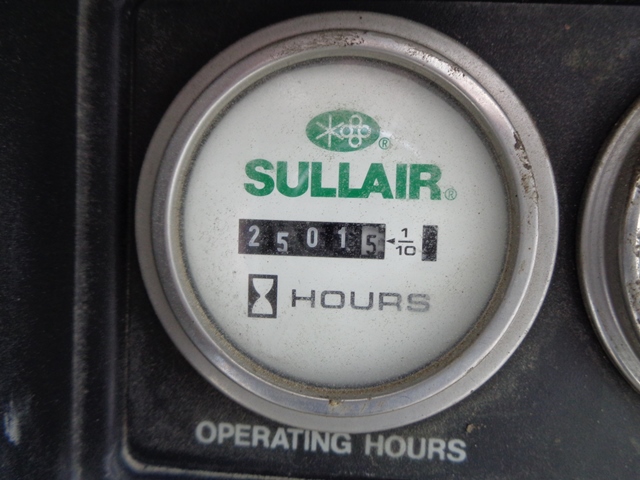 SULLAIR®
25015 ◄ 1/10
HOURS
OPERATING HOURS